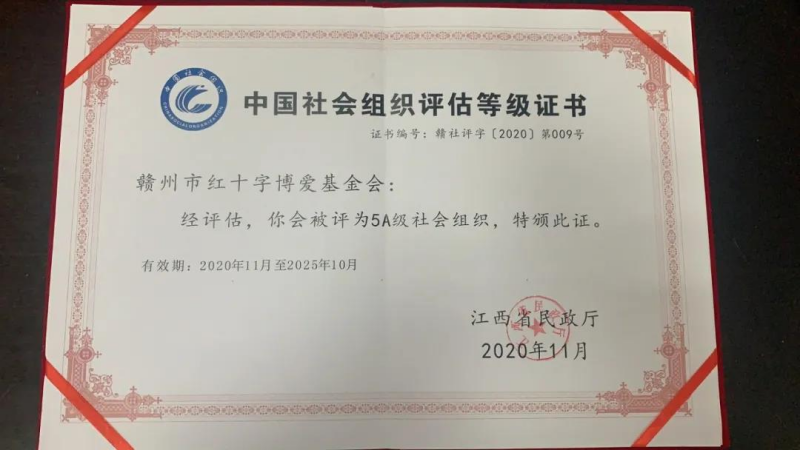 中国社会组织评估等级证书
证书编号：赣社评字〔2020〕第009号
赣州市红十字博爱基金会：
经评估，你会被评为5A级社会组织，特颁此证。
有效期：2020年11月至2025年10月
江西省民政厅
2020年11月